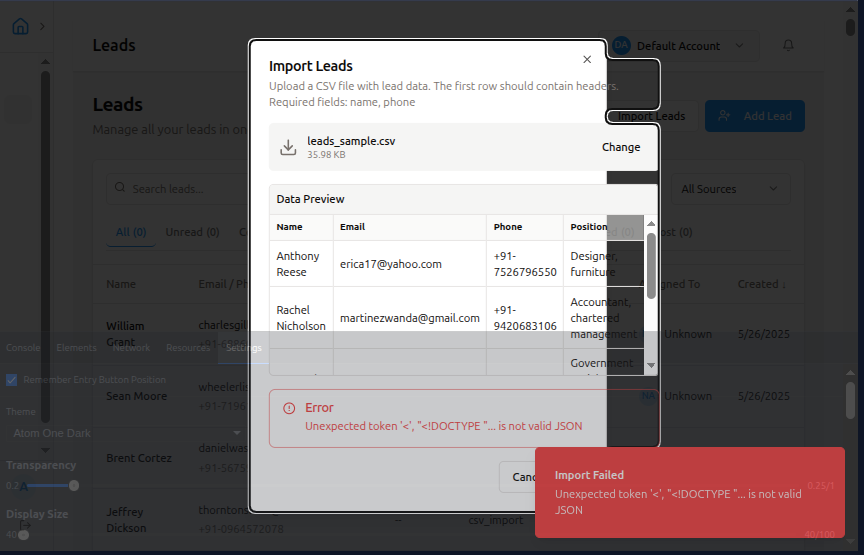 Leads
Default Account
Leads
Manage all your leads in on
Import Leads
Add Lead
Search leads...
All Sources
All (0)
Unread (0)
Name
Email / Ph
Created ↓
William
Grant
charlesgill
Unknown
5/26/2025
Sean Moore
wheelerle
+91-7196
NA
Unknown
5/26/2025
Brent Cortez
danielwas
+91-5675
Jeffrey
Dickson
thornton
+91-0964572078
–
csv_import
Import Leads
Upload a CSV file with lead data. The first row should contain headers.
Required fields: name, phone
leads_sample.csv
35.98 KB
Change
Data Preview
Name
Email
Phone
Position
Anthony
Reese
erica17@yahoo.com
+91-
7526796550
Designer,
furniture
Rachel
Nicholson
martinezwanda@gmail.com
+91-
9420683106
Accountant,
chartered
management
Government
Error
Unexpected token '<', "<!DOCTYPE "... is not valid JSON
Import Failed
Unexpected token '<', "<!DOCTYPE "... is not valid
JSON
Console
Elements
Network
Resources
Settings
Remember Entry Button Position
Theme
Atom One Dark
Transparency
0.2
0.25/1
Display Size
40
40/100